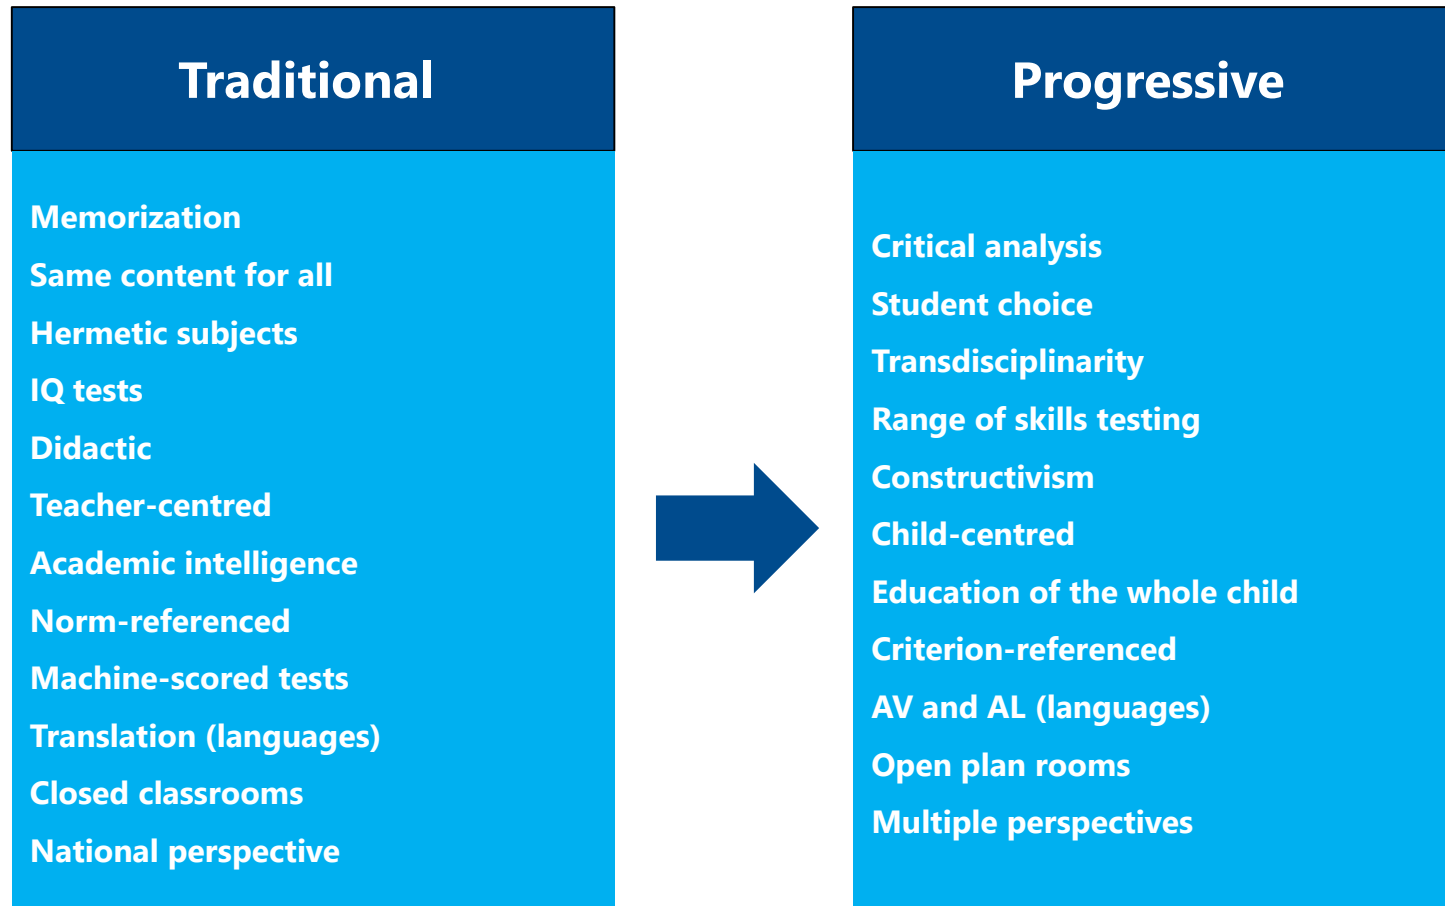 Traditional
Memorization
Same content for all
Hermetic subjects
IQ tests
Didactic
Teacher-centred
Academic intelligence
Norm-referenced
Machine-scored tests
Translation (languages)
Closed classrooms
National perspective
Progressive
Critical analysis
Student choice
Transdisciplinarity
Range of skills testing
Constructivism
Child-centred
Education of the whole child
Criterion-referenced
AV and AL (languages)
Open plan rooms
Multiple perspectives